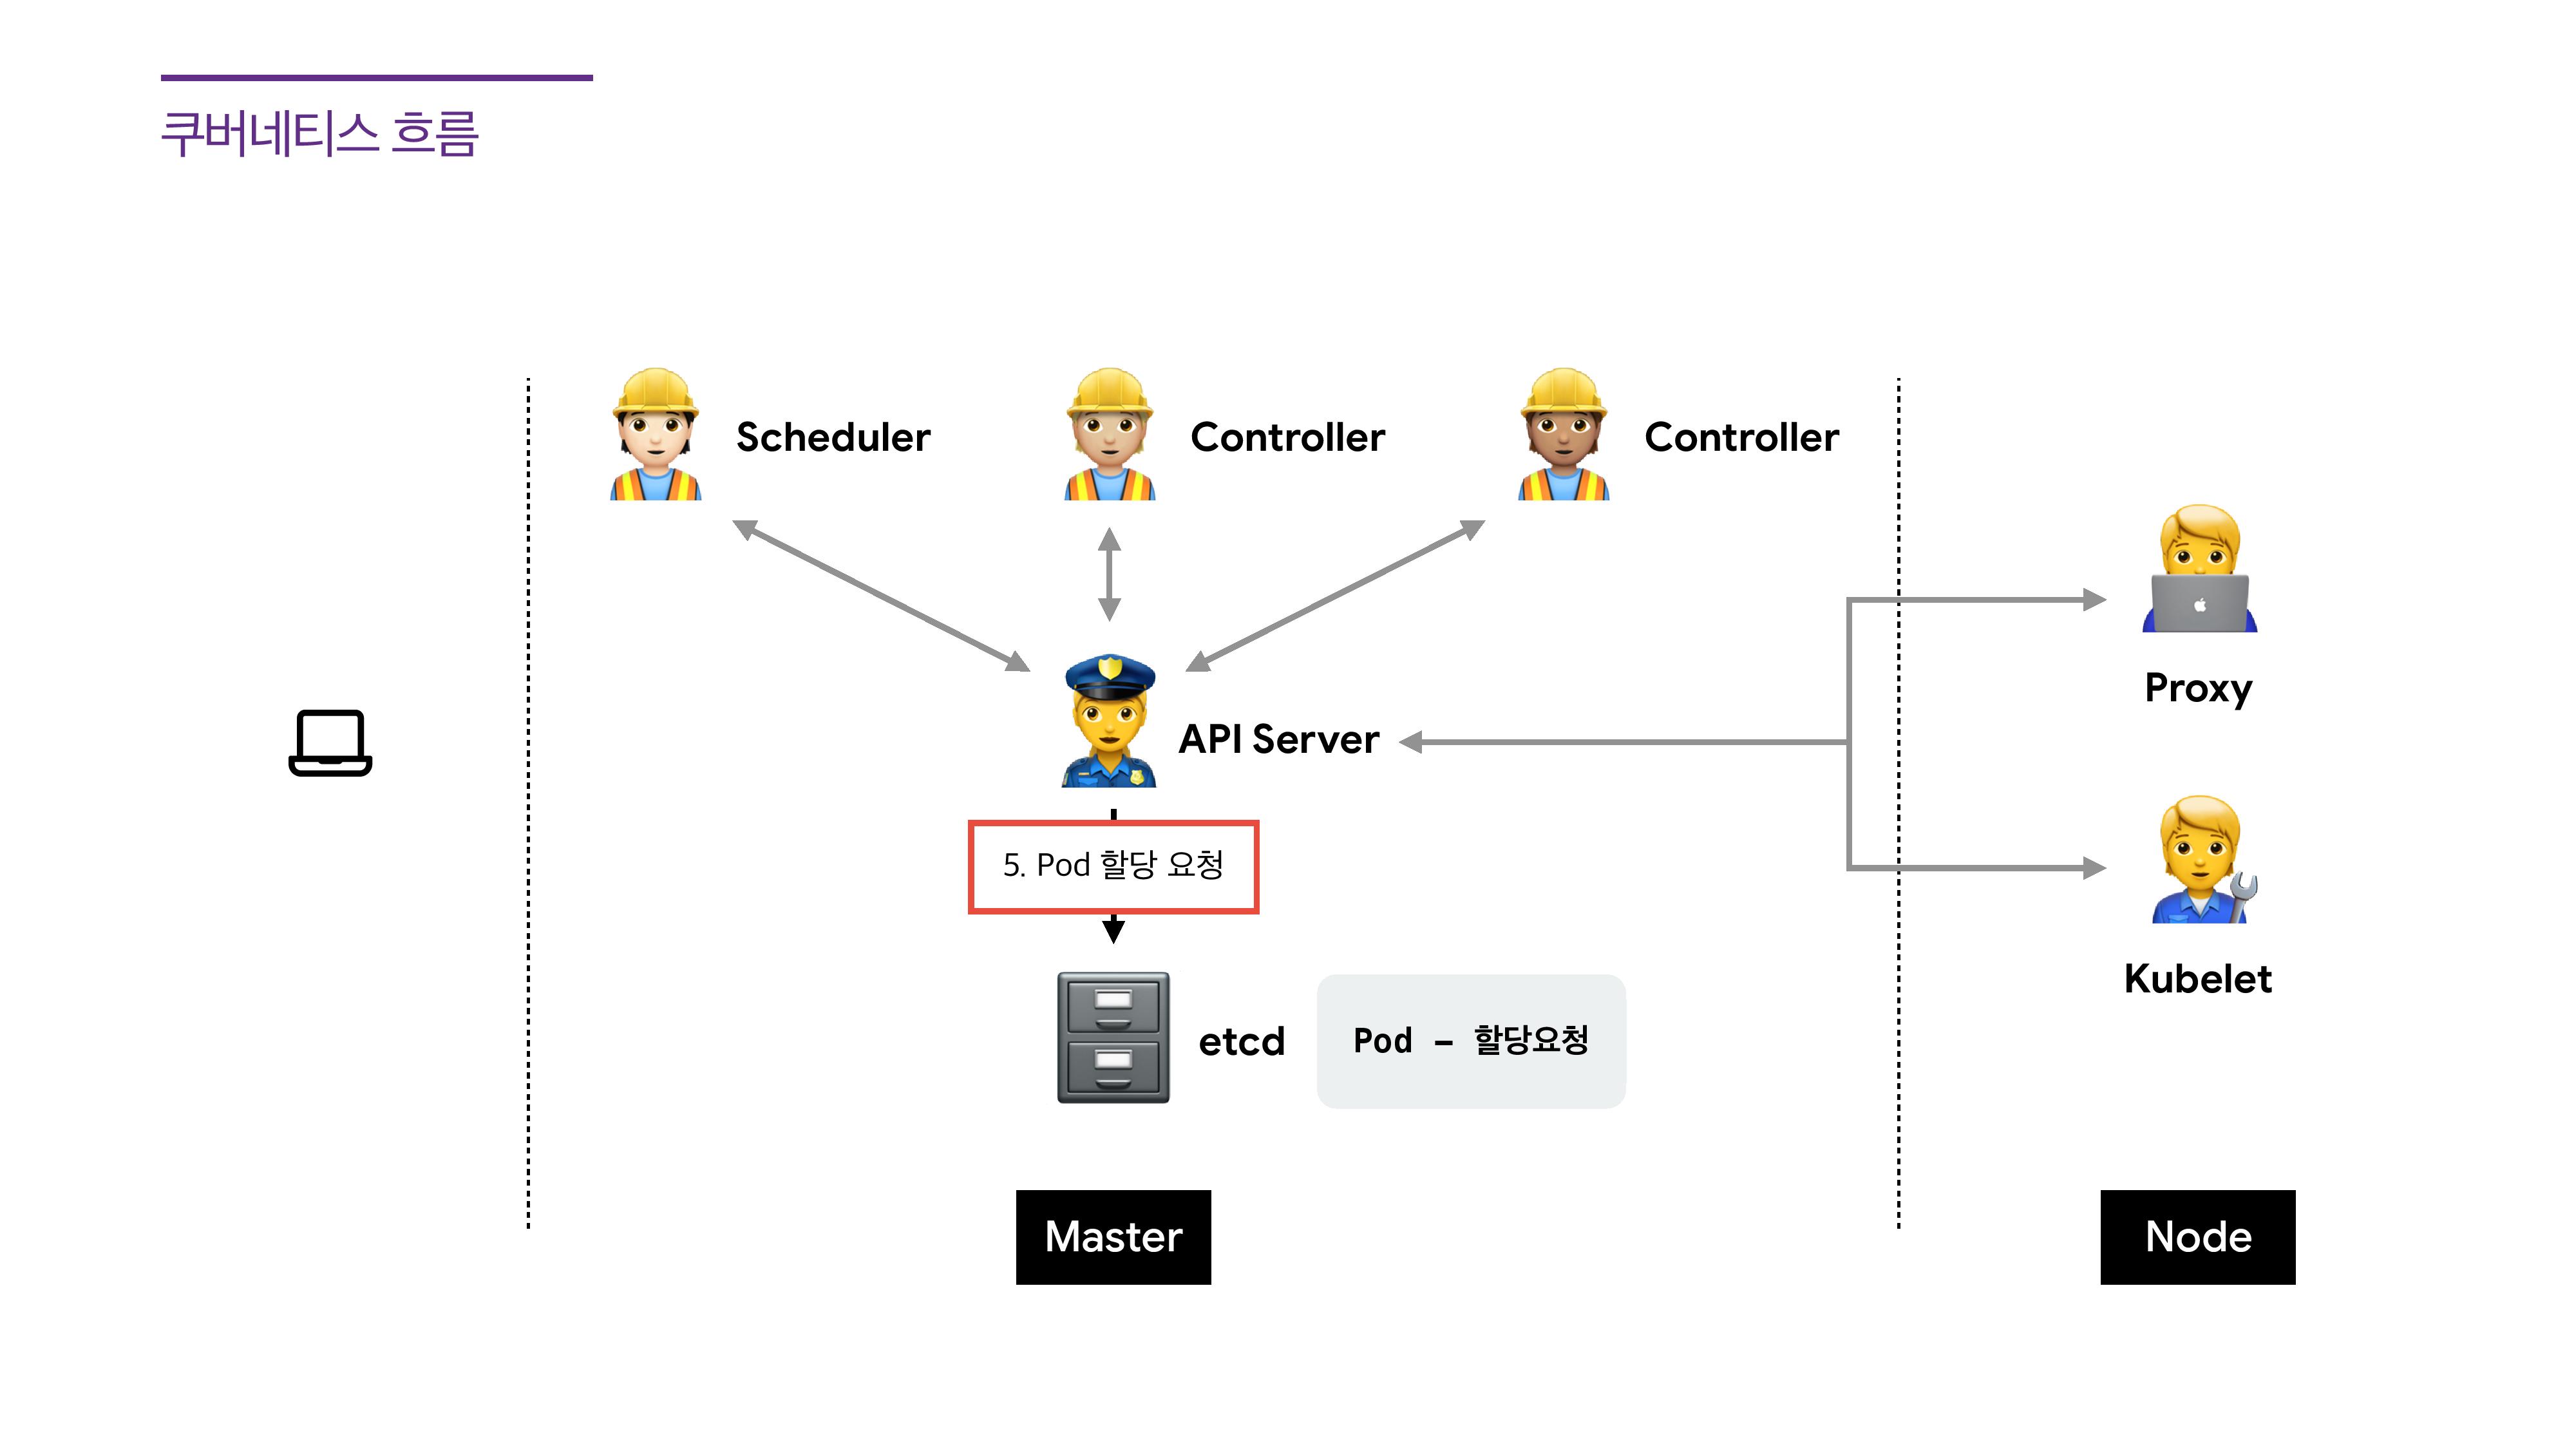 쿠버네티스 흐름
Scheduler
Controller
Controller
Proxy
API Server
5. Pod 할당 요청
Kubelet
etcd
Pod - 할당요청
Master
Node